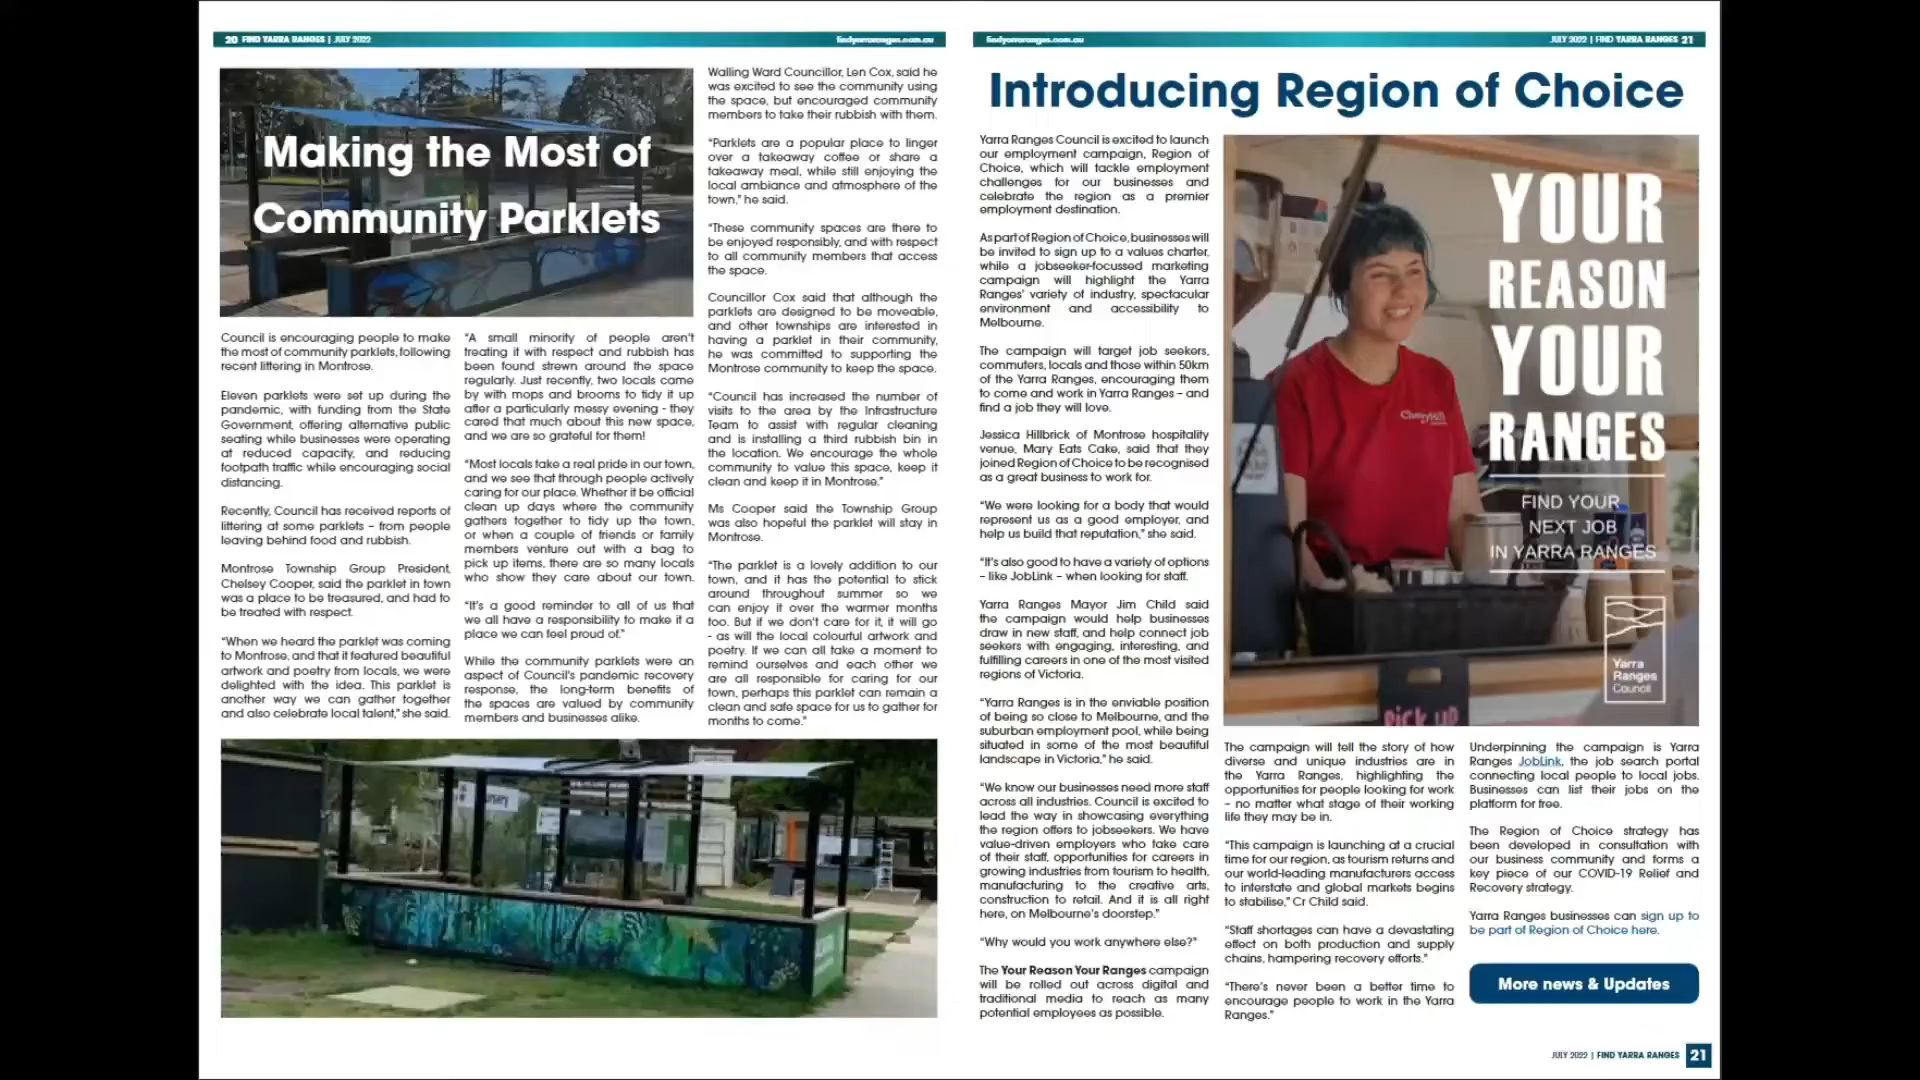 20 FIND YARRA RANGES | JULY 2022
findyarraranges.com.au
Making the Most of
Community Parklets
Council is encouraging people to make
the most of community parklets, following
recent littering in Montrose.
Eleven parklets were set up during the
pandemic, with funding from the State
Government, offering alternative public
seating while businesses were operating
at reduced capacity, and reducing
footpath traffic while encouraging social
distancing.
Recently, Council has received reports of
littering at some parklets – from people
leaving behind food and rubbish.
Montrose Township Group President,
Chelsey Cooper, said the parklet in town
was a place to be treasured, and had to
be treated with respect.
“When we heard the parklet was coming
to Montrose, and that it featured beautiful
artwork and poetry from locals, we were
delighted with the idea. This parklet is
another way we can gather together
and also celebrate local talent,” she said.
“A small minority of people aren’t
treating it with respect and rubbish has
been found strewn around the space
regularly. Just recently, two locals came
by with mops and brooms to tidy it up
after a particularly messy evening - they
cared that much about this new space,
and we are so grateful for them!
“Most locals take a real pride in our town,
and we see that through people actively
caring for our place. Whether it be official
clean up days where the community
gathers together to tidy up the town,
or when a couple of friends or family
members venture out with a bag to
pick up items, there are so many locals
who show they care about our town.
“It’s a good reminder to all of us that
we all have a responsibility to make it a
place we can feel proud of.”
While the community parklets were an
aspect of Council’s pandemic recovery
response, the long-term benefits of
the spaces are valued by community
members and businesses alike.
Walling Ward Councillor, Len Cox, said he
was excited to see the community using
the space, but encouraged community
members to take their rubbish with them.
“Parklets are a popular place to linger
over a takeaway coffee or share a
takeaway meal, while still enjoying the
local ambiance and atmosphere of the
town,” he said.
“These community spaces are there to
be enjoyed responsibly, and with respect
to all community members that access
the space.
Councillor Cox said that although the
parklets are designed to be moveable,
and other townships are interested in
having a parklet in their community,
he was committed to supporting the
Montrose community to keep the space.
“Council has increased the number of
visits to the area by the Infrastructure
Team to assist with regular cleaning
and is installing a third rubbish bin in
the location. We encourage the whole
community to value this space, keep it
clean and keep it in Montrose.”
Ms Cooper said the Township Group
was also hopeful the parklet will stay in
Montrose.
“The parklet is a lovely addition to our
town, and it has the potential to stick
around throughout summer so we
can enjoy it over the warmer months
too. But if we don’t care for it, it will go
- as will the local colourful artwork and
poetry. If we can all take a moment to
remind ourselves and each other we
are all responsible for caring for our
town, perhaps this parklet can remain a
clean and safe space for us to gather for
months to come.”
findyarraranges.com.au
JULY 2022 | FIND YARRA RANGES 21
Introducing Region of Choice
Yarra Ranges Council is excited to launch
our employment campaign, Region of
Choice, which will tackle employment
challenges for our businesses and
celebrate the region as a premier
employment destination.
As part of Region of Choice, businesses will
be invited to sign up to a values charter,
while a jobseeker-focussed marketing
campaign will highlight the Yarra
Ranges’ variety of industry, spectacular
environment and accessibility to
Melbourne.
The campaign will target job seekers,
commuters, locals and those within 50km
of the Yarra Ranges, encouraging them
to come and work in Yarra Ranges – and
find a job they will love.
Jessica Hillbrick of Montrose hospitality
venue, Mary Eats Cake, said that they
joined Region of Choice to be recognised
as a great business to work for.
“We were looking for a body that would
represent us as a good employer, and
help us build that reputation,” she said.
“It’s also good to have a variety of options
– like JobLink – when looking for staff.
Yarra Ranges Mayor Jim Child said
the campaign would help businesses
draw in new staff, and help connect job
seekers with engaging, interesting, and
fulfilling careers in one of the most visited
regions of Victoria.
“Yarra Ranges is in the enviable position
of being so close to Melbourne, and the
suburban employment pool, while being
situated in some of the most beautiful
landscape in Victoria,” he said.
“We know our businesses need more staff
across all industries. Council is excited to
lead the way in showcasing everything
the region offers to jobseekers. We have
value-driven employers who take care
of their staff, opportunities for careers in
growing industries from tourism to health,
manufacturing to the creative arts,
construction to retail. And it is all right
here, on Melbourne’s doorstep.”
“Why would you work anywhere else?”
The Your Reason Your Ranges campaign
will be rolled out across digital and
traditional media to reach as many
potential employees as possible.
YOUR
REASON
YOUR
RANGES
FIND YOUR
NEXT JOB
IN YARRA RANGES
Yarra
Ranges
Council
PICK UP
The campaign will tell the story of how
diverse and unique industries are in
the Yarra Ranges, highlighting the
opportunities for people looking for work
– no matter what stage of their working
life they may be in.
“This campaign is launching at a crucial
time for our region, as tourism returns and
our world-leading manufacturers access
to interstate and global markets begins
to stabilise,” Cr Child said.
“Staff shortages can have a devastating
effect on both production and supply
chains, hampering recovery efforts.”
“There’s never been a better time to
encourage people to work in the Yarra
Ranges.”
Underpinning the campaign is Yarra
Ranges JobLink, the job search portal
connecting local people to local jobs.
Businesses can list their jobs on the
platform for free.
The Region of Choice strategy has
been developed in consultation with
our business community and forms a
key piece of our COVID-19 Relief and
Recovery strategy.
Yarra Ranges businesses can sign up to
be part of Region of Choice here.
More news & Updates
JULY 2022 | FIND YARRA RANGES 21